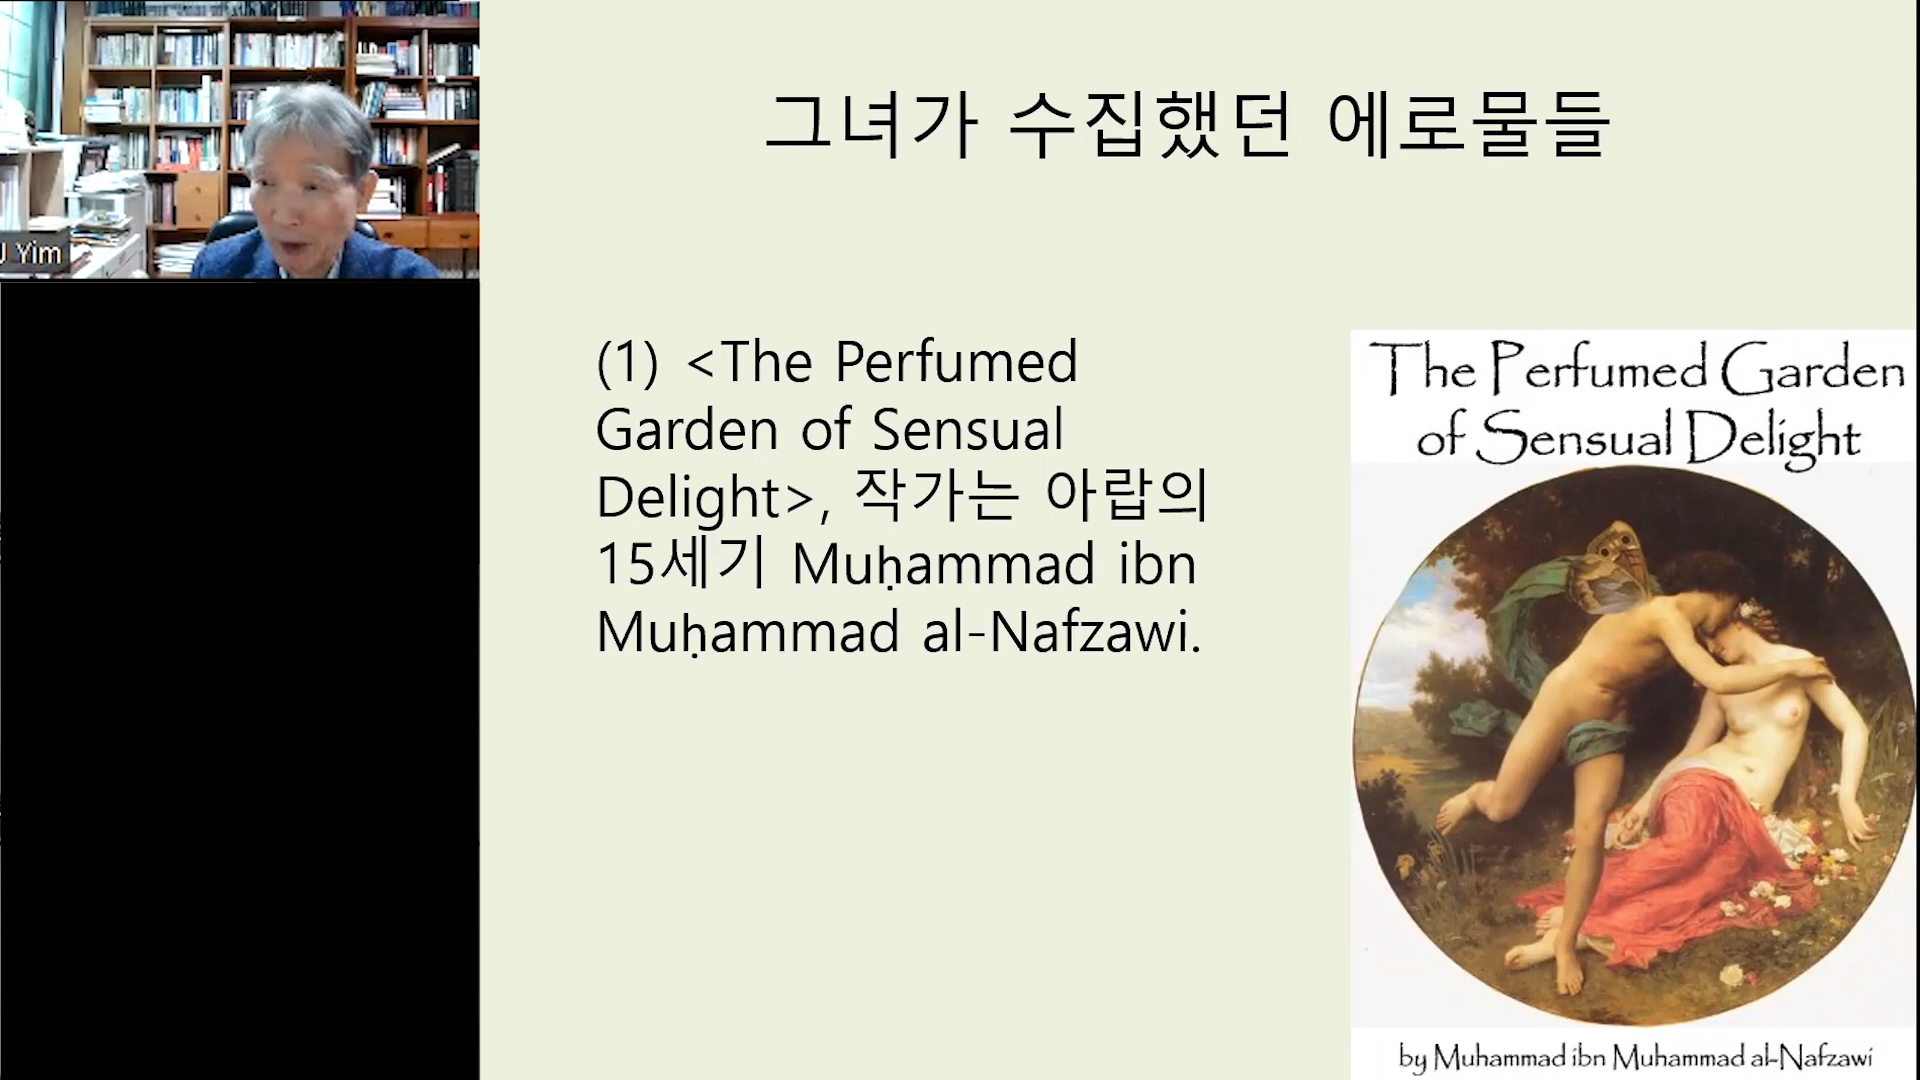 J Yim
그녀가 수집했던 에로물들
(1) <The Perfumed
Garden of Sensual
Delight>, 작가는 아랍의
15세기 Muḥammad ibn
Muḥammad al-Nafzawi.
The Perfumed Garden
of Sensual Delight
by Muhammad ibn Muhammad al-Nafzawi